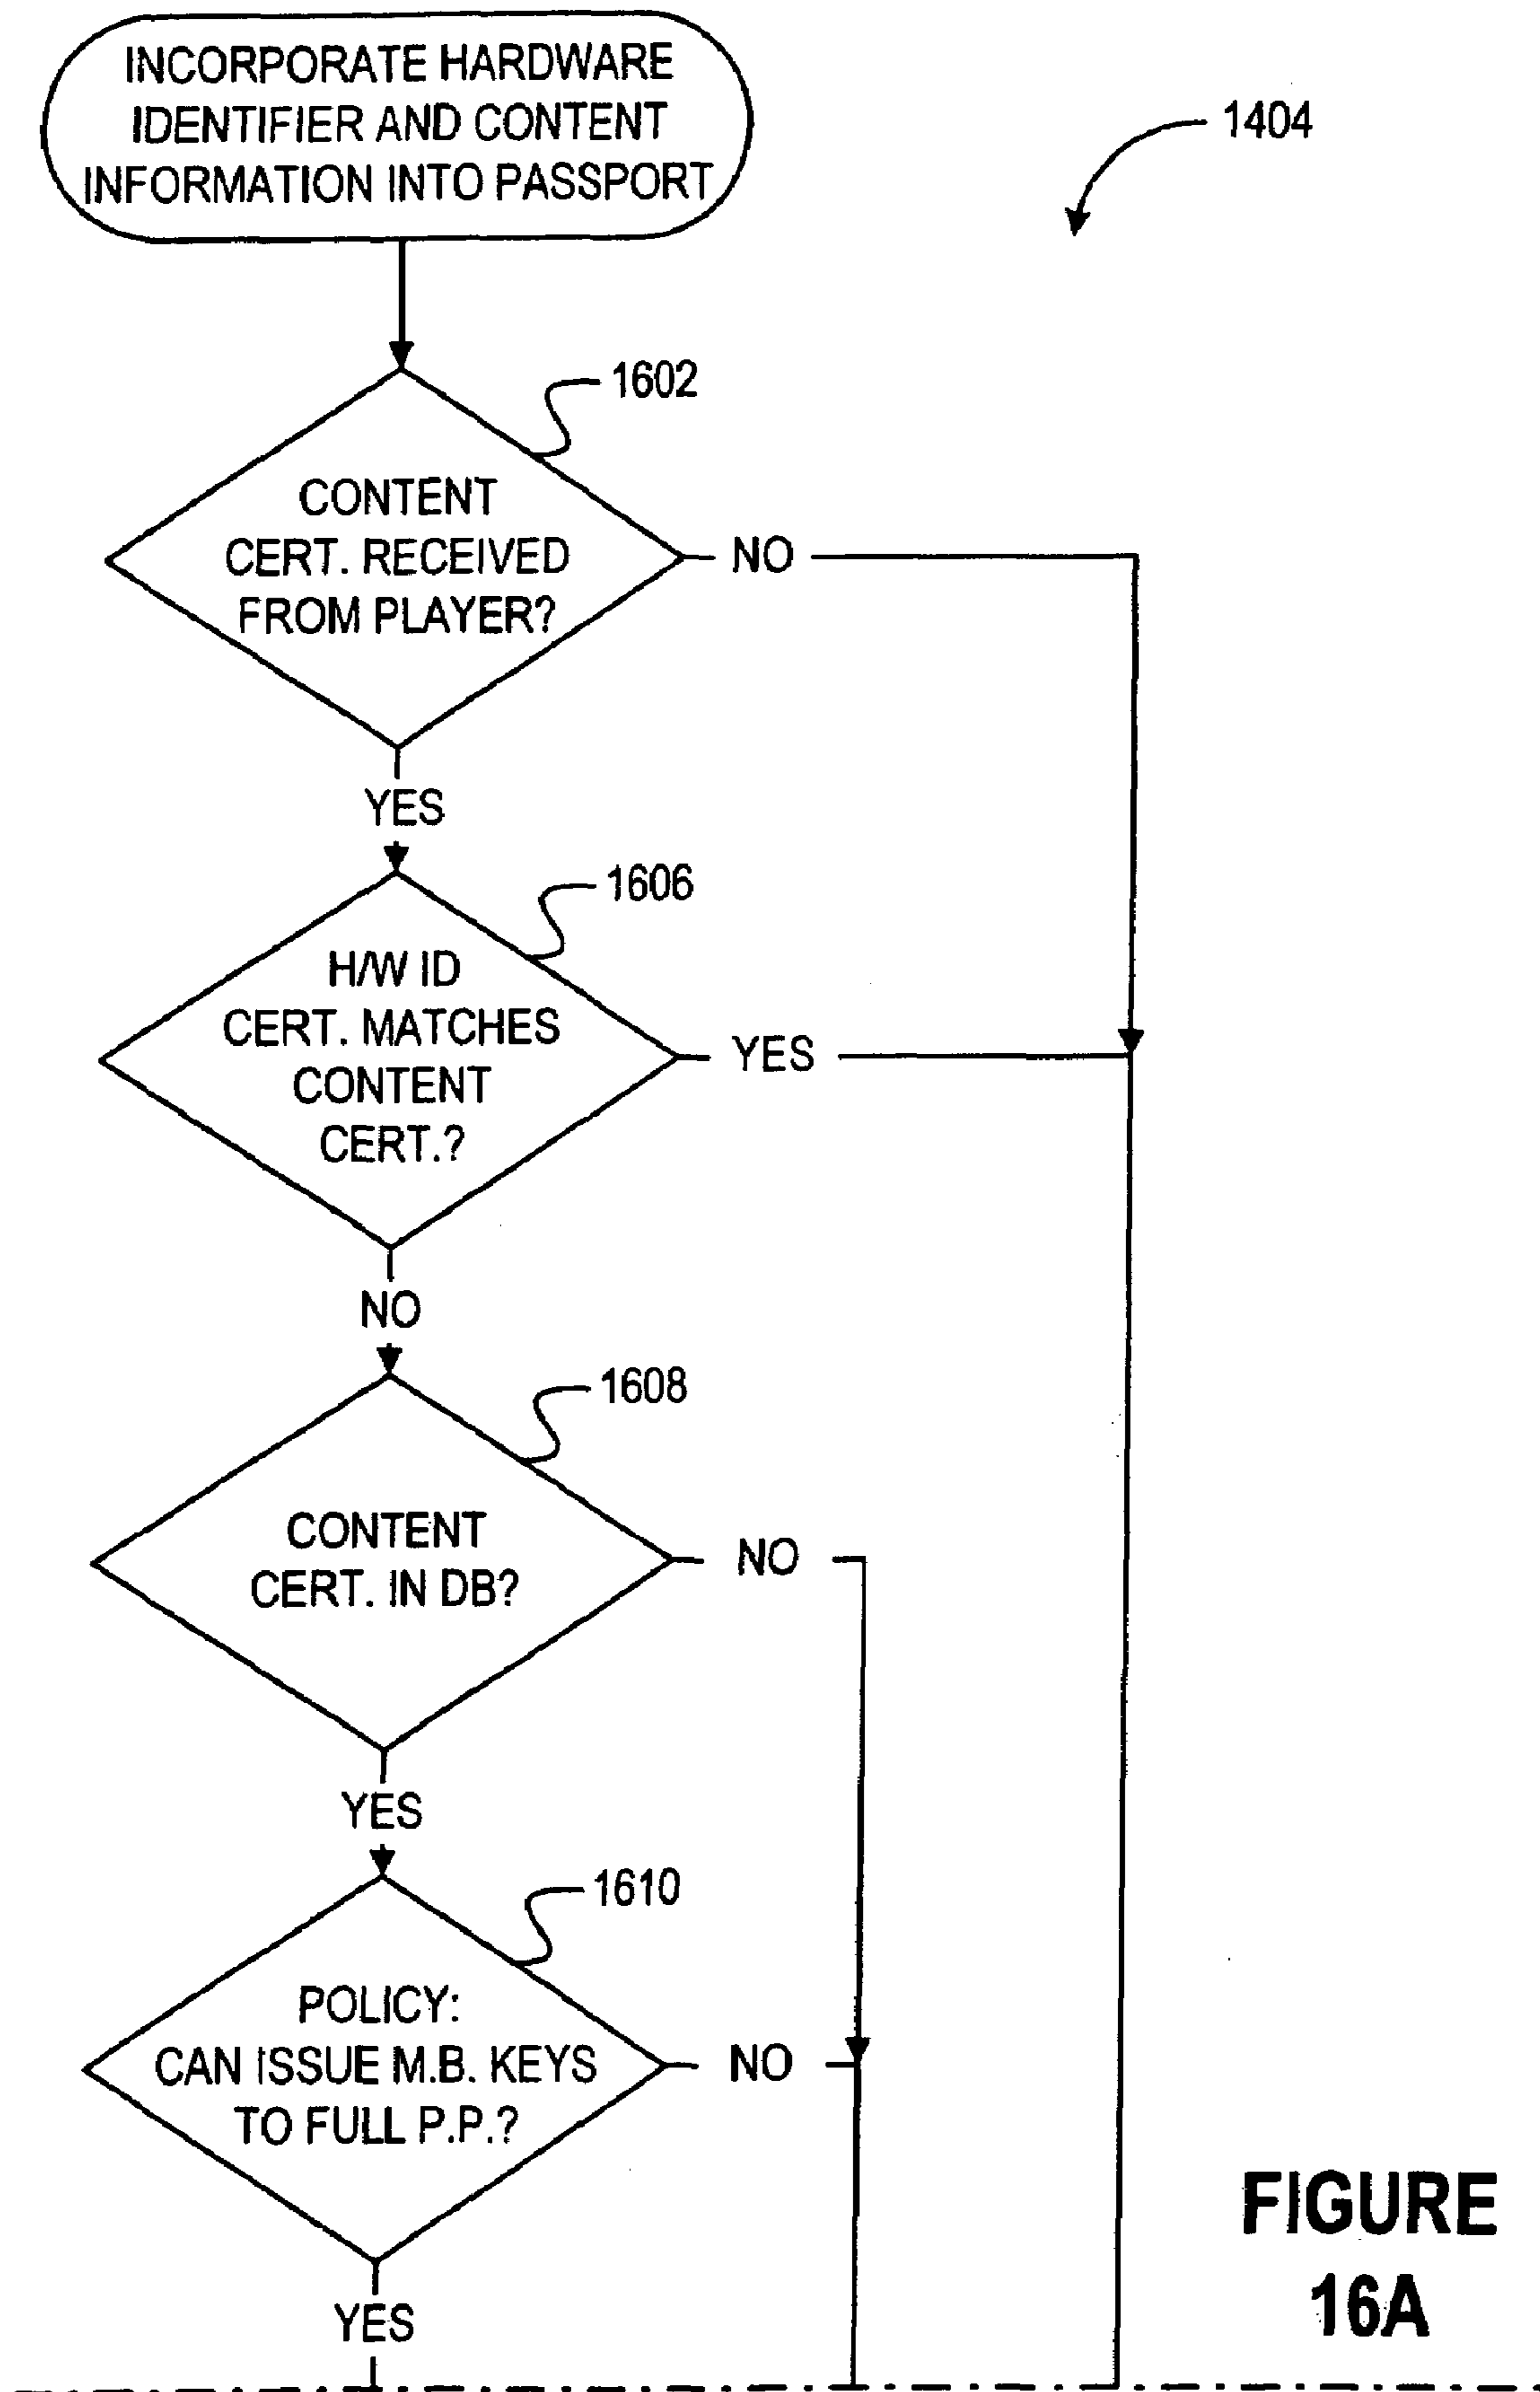 INCORPORATE HARDWARE
IDENTIFIER AND CONTENT
INFORMATION INTO PASSPORT
1404
1602
CONTENT
CERT. RECEIVED
FROM PLAYER?
NO
YES
1606
H/W ID
CERT. MATCHES
CONTENT
CERT.?
YES
NO
1608
CONTENT
CERT. IN DB?
NO
YES
1610
POLICY:
CAN ISSUE M.B. KEYS
TO FULL P.P.?
NO
YES
FIGURE
16A